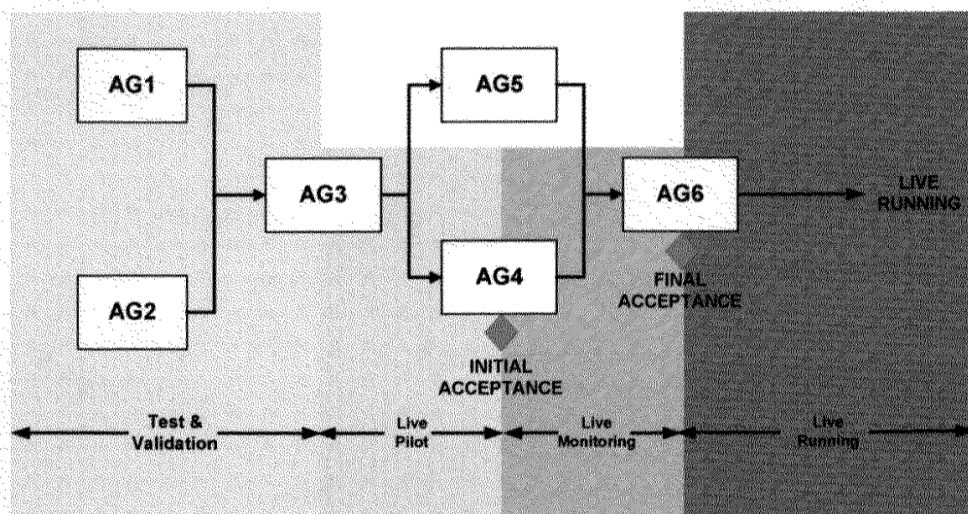 AG1
AG5
AG3
AG6
LIVE
RUNNING
AG2
AG4
FINAL
ACCEPTANCE
INITIAL
ACCEPTANCE
Test &
Validation
Live
Pilot
Live
Monitoring
Live
Running